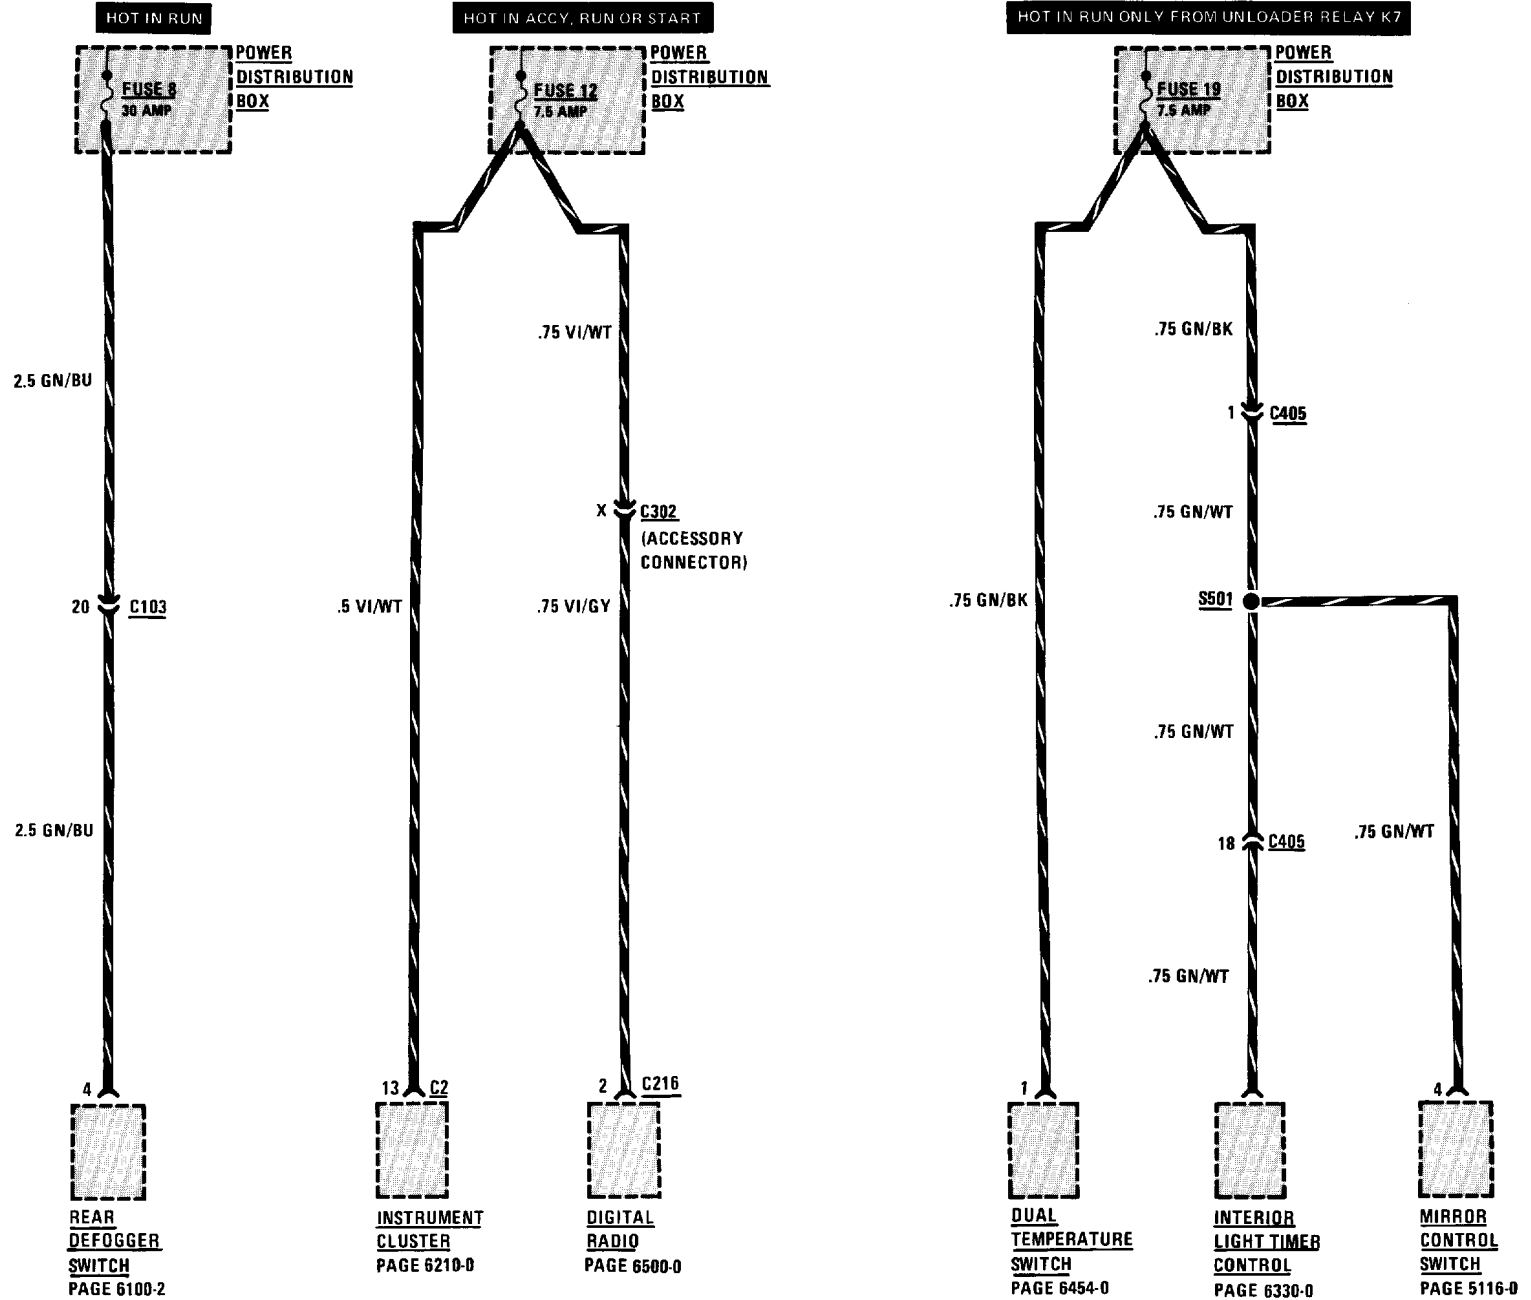 HOT IN RUN
POWER
DISTRIBUTION
BOX
FUSE 8
30 AMP
2.5 GN/BU
20
C103
2.5 GN/BU
4
REAR
DEFOGGER
SWITCH
PAGE 6100-2
HOT IN ACCY, RUN OR START
POWER
DISTRIBUTION
BOX
FUSE 12
7.5 AMP
.75 VI/WT
X
C302
(ACCESSORY
CONNECTOR)
.5 VI/WT
.75 VI/GY
13
C2
2
C216
INSTRUMENT
CLUSTER
PAGE 6210-0
DIGITAL
RADIO
PAGE 6500-0
HOT IN RUN ONLY FROM UNLOADER RELAY K7
POWER
DISTRIBUTION
BOX
FUSE 19
7.5 AMP
.75 GN/BK
1
C405
.75 GN/WT
.75 GN/BK
S501
.75 GN/WT
18
C405
.75 GN/WT
.75 GN/WT
1
4
DUAL
TEMPERATURE
SWITCH
PAGE 6454-0
INTERIOR
LIGHT TIMER
CONTROL
PAGE 6330-0
MIRROR
CONTROL
SWITCH
PAGE 5116-0